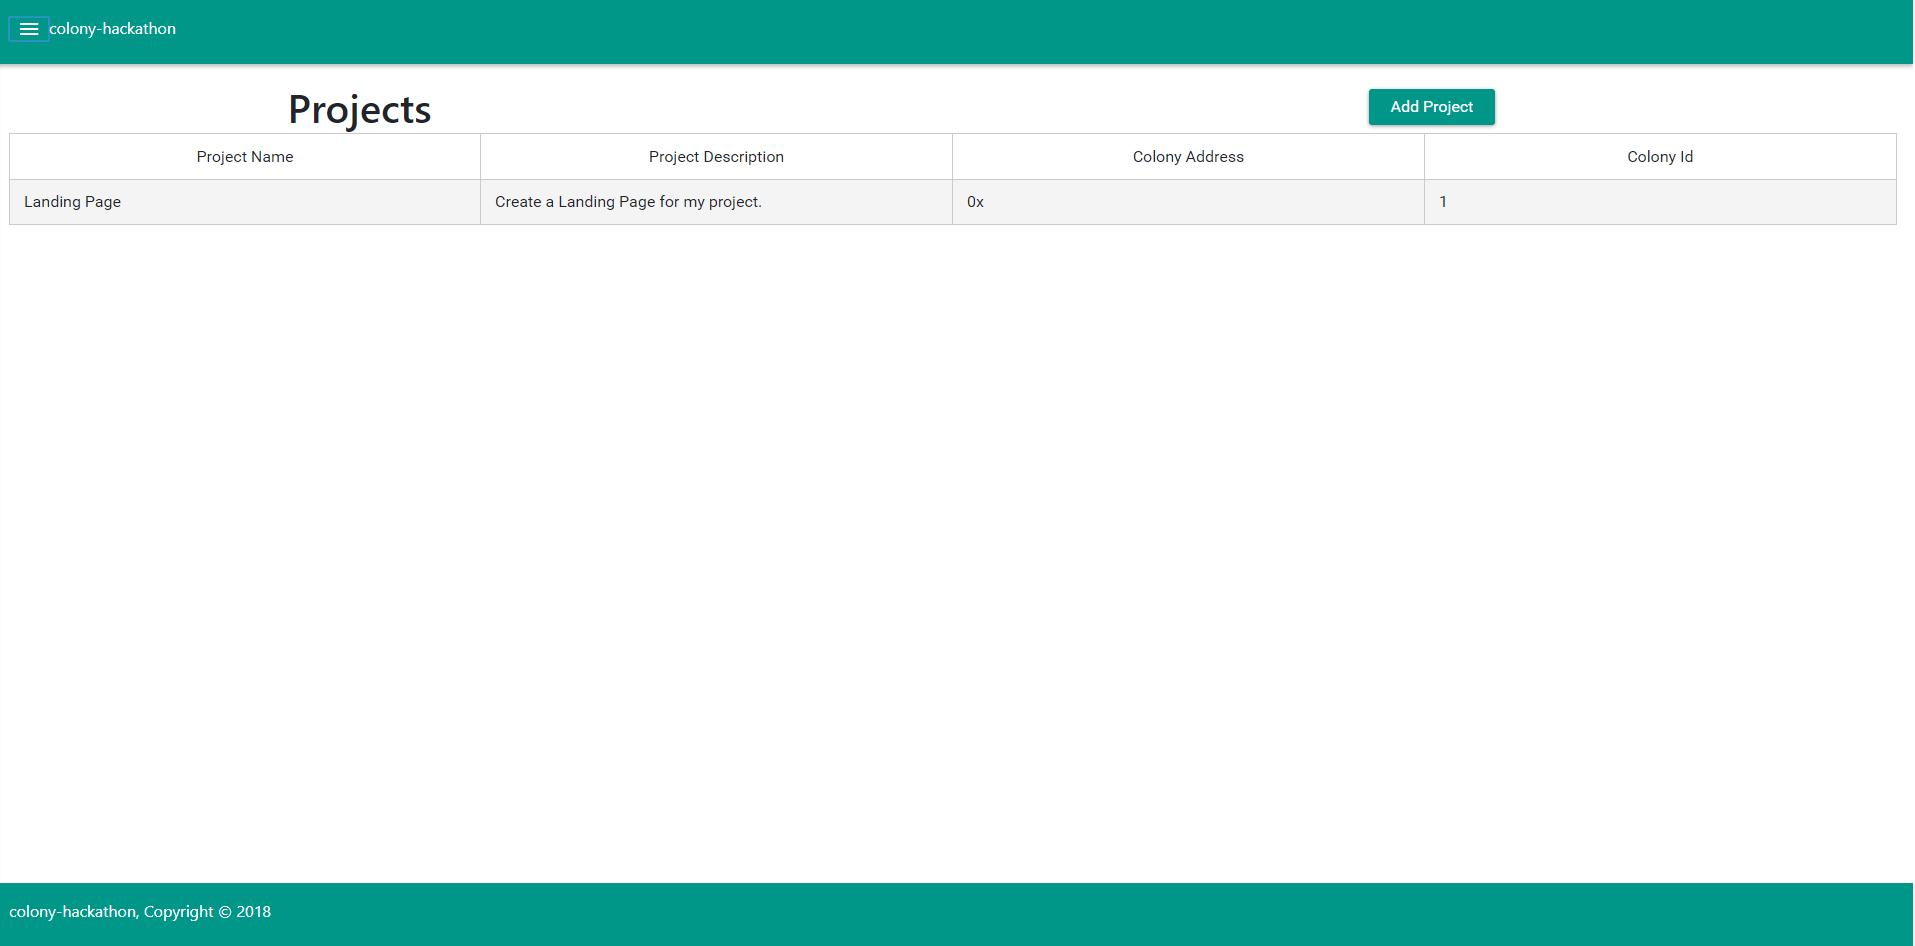 colony-hackathon
Projects
Add Project
Project Name Project Description Colony Address Colony Id
Landing Page Create a Landing Page for my project. 0x 1
colony-hackathon, Copyright © 2018